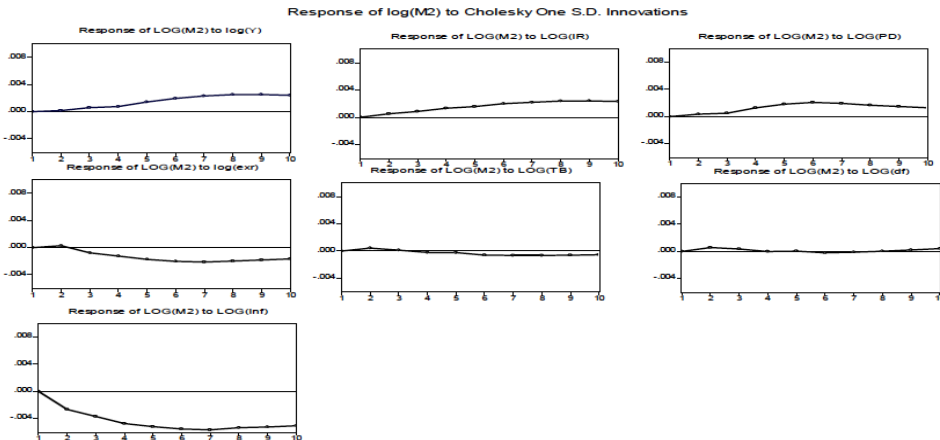 Response of log(M2) to Cholesky One S.D. Innovations
Response of LOG(M2) to log(Y)
.008
.004
.000
-.004
1 2 3 4 5 6 7 8 9 10
Response of LOG(M2) to LOG(IR)
.008
.004
.000
-.004
1 2 3 4 5 6 7 8 9 10
Response of LOG(M2) to LOG(PD)
.008
.004
.000
-.004
1 2 3 4 5 6 7 8 9 10
Response of LOG(M2) to log(exr)
.008
.004
.000
-.004
1 2 3 4 5 6 7 8 9 10
Response of LOG(M2) to LOG(TB)
.008
.004
.000
-.004
1 2 3 4 5 6 7 8 9 10
Response of LOG(M2) to LOG(df)
.008
.004
.000
-.004
1 2 3 4 5 6 7 8 9 10
Response of LOG(M2) to LOG(Inf)
.008
.004
.000
-.004
1 2 3 4 5 6 7 8 9 10